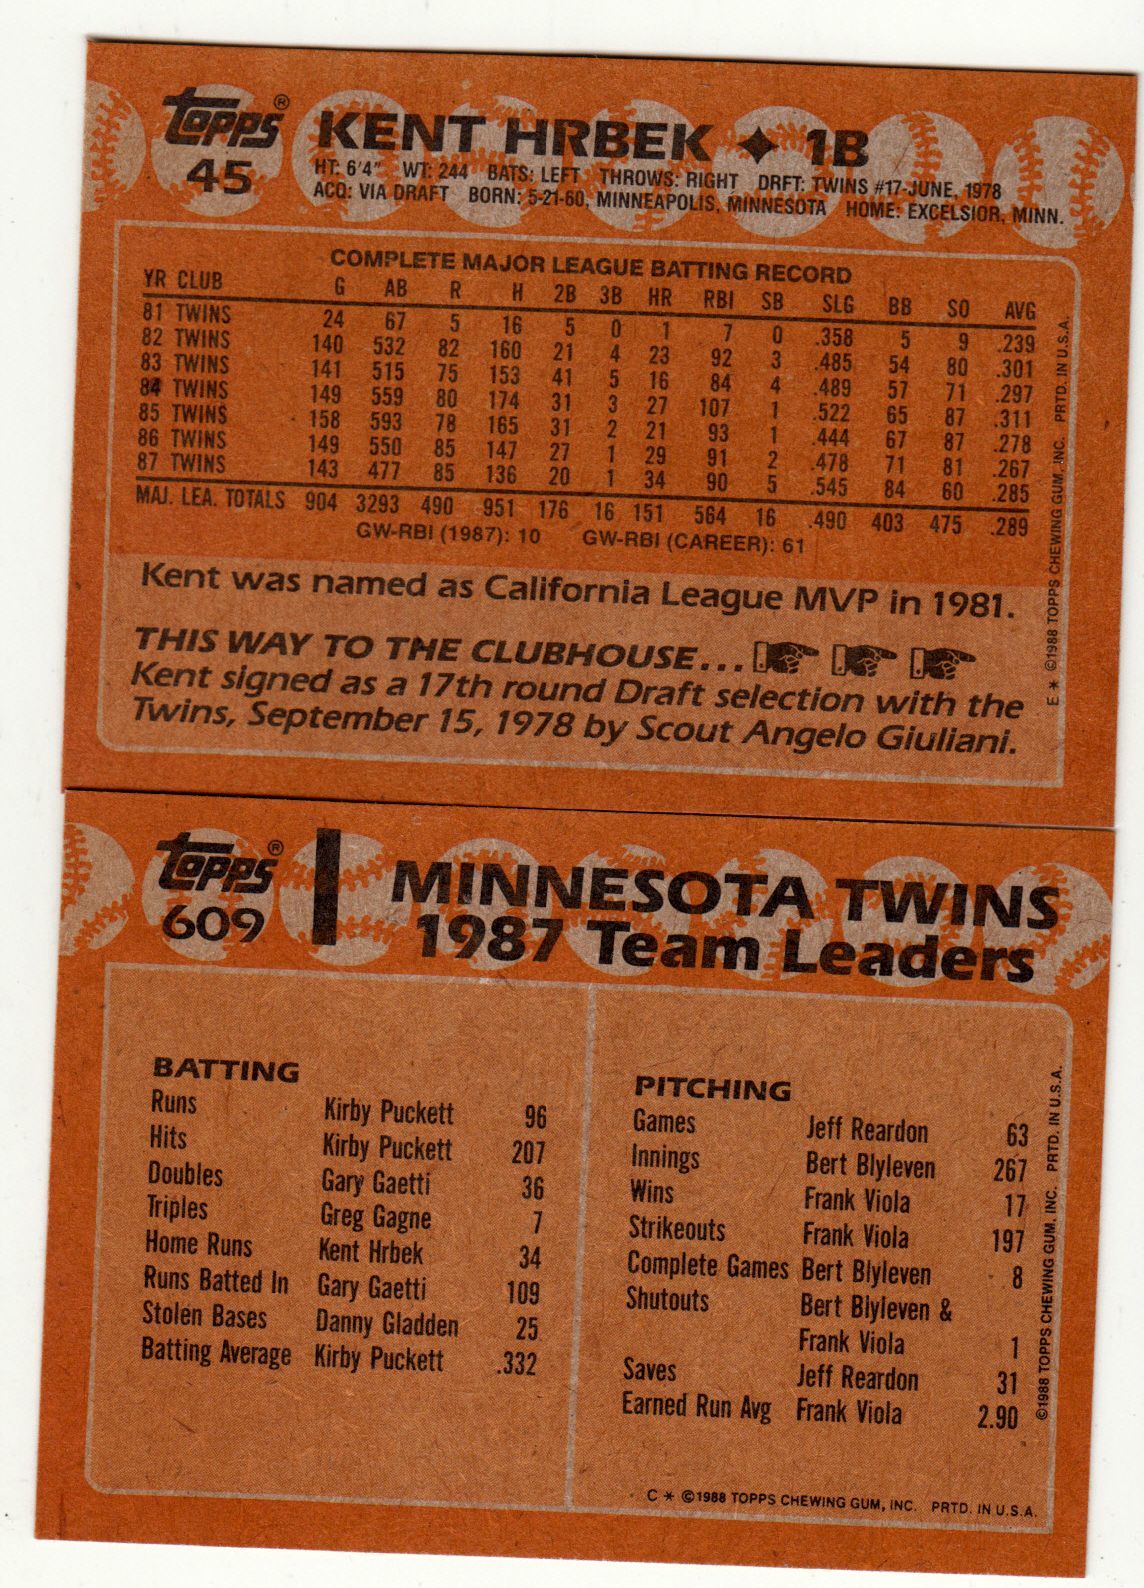 Topps®
45
KENT HRBEK ✦ 1B
HT: 6'4" WT: 244 BATS: LEFT THROWS: RIGHT DRFT: TWINS #17-JUNE, 1978
ACQ: VIA DRAFT BORN: 5-21-60, MINNEAPOLIS, MINNESOTA HOME: EXCELSIOR, MINN.
COMPLETE MAJOR LEAGUE BATTING RECORD
YR CLUB G AB R H 2B 3B HR RBI SB SLG BB SO AVG
81 TWINS 24 67 5 16 5 0 1 7 0 .358 5 9 .239
82 TWINS 140 532 82 160 21 4 23 92 3 .485 54 80 .301
83 TWINS 141 515 75 153 41 5 16 84 4 .489 57 71 .297
84 TWINS 149 559 80 174 31 3 27 107 1 .522 65 87 .311
85 TWINS 158 593 78 165 31 2 21 93 1 .444 67 87 .278
86 TWINS 149 550 85 147 27 1 29 91 2 .478 71 81 .267
87 TWINS 143 477 85 136 20 1 34 90 5 .545 84 60 .285
MAJ. LEA. TOTALS 904 3293 490 951 176 16 151 564 16 .490 403 475 .289
GW-RBI (1987): 10 GW-RBI (CAREER): 61
Kent was named as California League MVP in 1981.
THIS WAY TO THE CLUBHOUSE...
Kent signed as a 17th round Draft selection with the
Twins, September 15, 1978 by Scout Angelo Giuliani.
E * ©1988 TOPPS CHEWING GUM, INC. PRTD. IN U.S.A.
Topps®
609
MINNESOTA TWINS
1987 Team Leaders
BATTING
Runs Kirby Puckett 96
Hits Kirby Puckett 207
Doubles Gary Gaetti 36
Triples Greg Gagne 7
Home Runs Kent Hrbek 34
Runs Batted In Gary Gaetti 109
Stolen Bases Danny Gladden 25
Batting Average Kirby Puckett .332
PITCHING
Games Jeff Reardon 63
Innings Bert Blyleven 267
Wins Frank Viola 17
Strikeouts Frank Viola 197
Complete Games Bert Blyleven 8
Shutouts Bert Blyleven &
Frank Viola 1
Saves Jeff Reardon 31
Earned Run Avg Frank Viola 2.90
©1988 TOPPS CHEWING GUM, INC. PRTD. IN U.S.A.
C * ©1988 TOPPS CHEWING GUM, INC. PRTD. IN U.S.A.